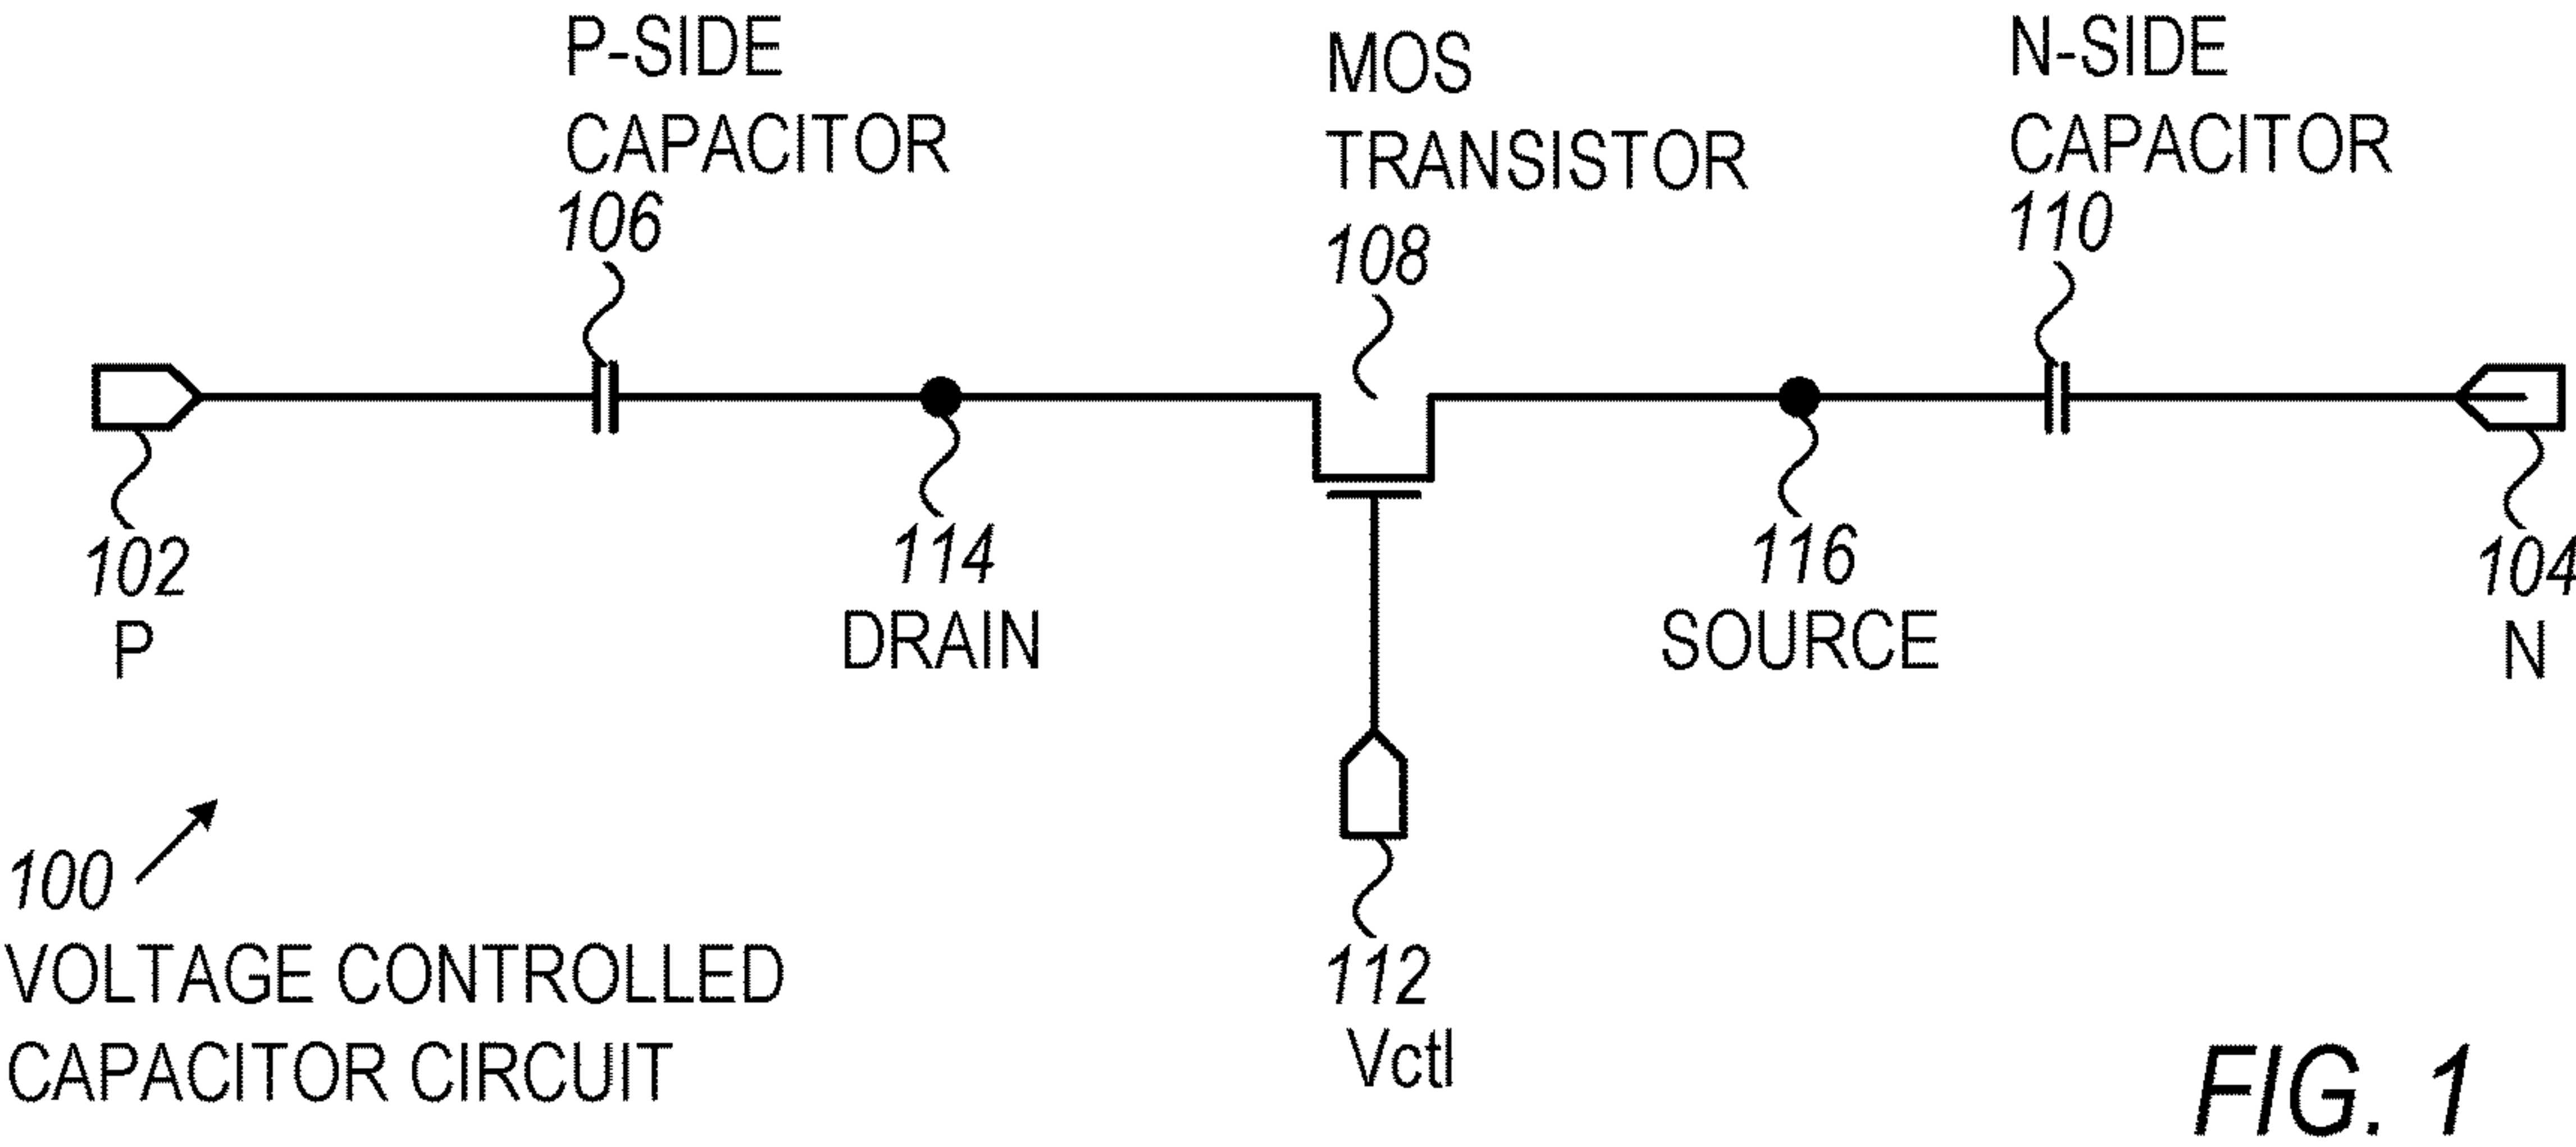 P-SIDE
CAPACITOR
106
MOS
TRANSISTOR
108
N-SIDE
CAPACITOR
110
102
P
114
DRAIN
116
SOURCE
104
N
112
Vctl
100
VOLTAGE CONTROLLED
CAPACITOR CIRCUIT
FIG. 1